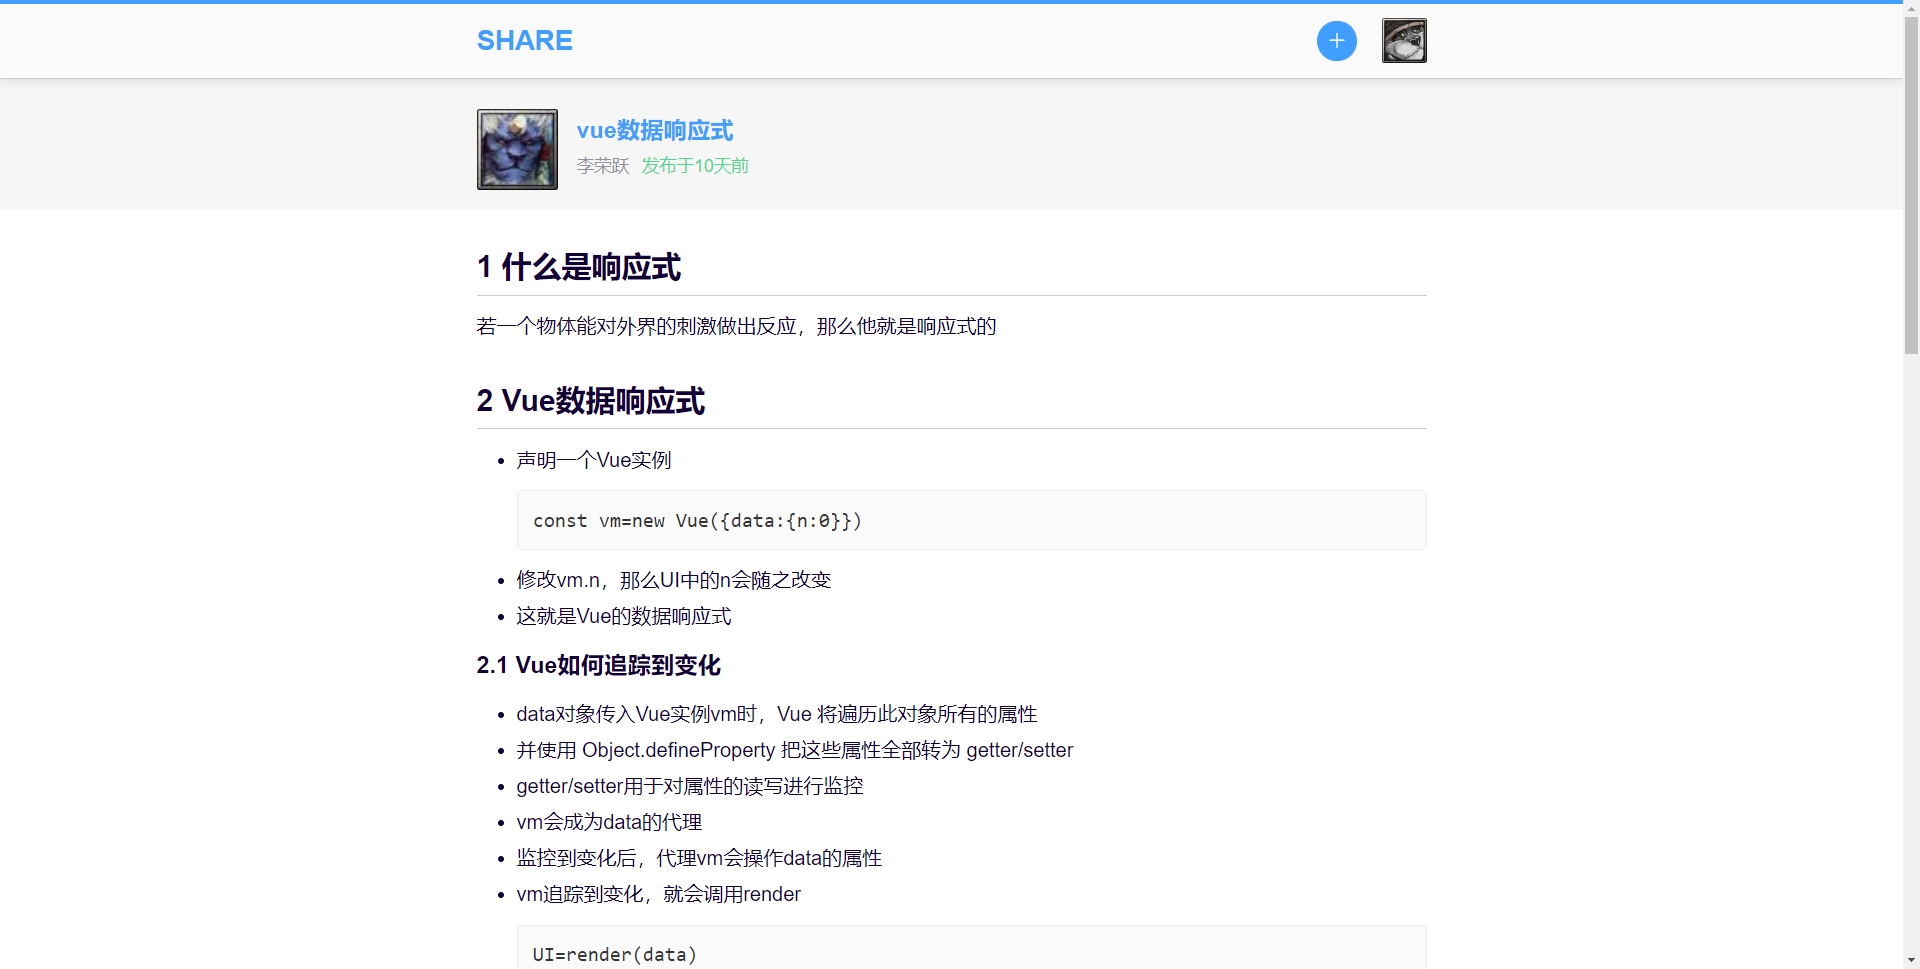 SHARE
vue数据响应式
李荣跃 发布于10天前
1 什么是响应式
若一个物体能对外界的刺激做出反应，那么他就是响应式的
2 Vue数据响应式
声明一个Vue实例
const vm=new Vue({data:{n:0}})
修改vm.n，那么UI中的n会随之改变
这就是Vue的数据响应式
2.1 Vue如何追踪到变化
data对象传入Vue实例vm时，Vue 将遍历此对象所有的属性
并使用 Object.defineProperty 把这些属性全部转为 getter/setter
getter/setter用于对属性的读写进行监控
vm会成为data的代理
监控到变化后，代理vm会操作data的属性
vm追踪到变化，就会调用render
UI=render(data)